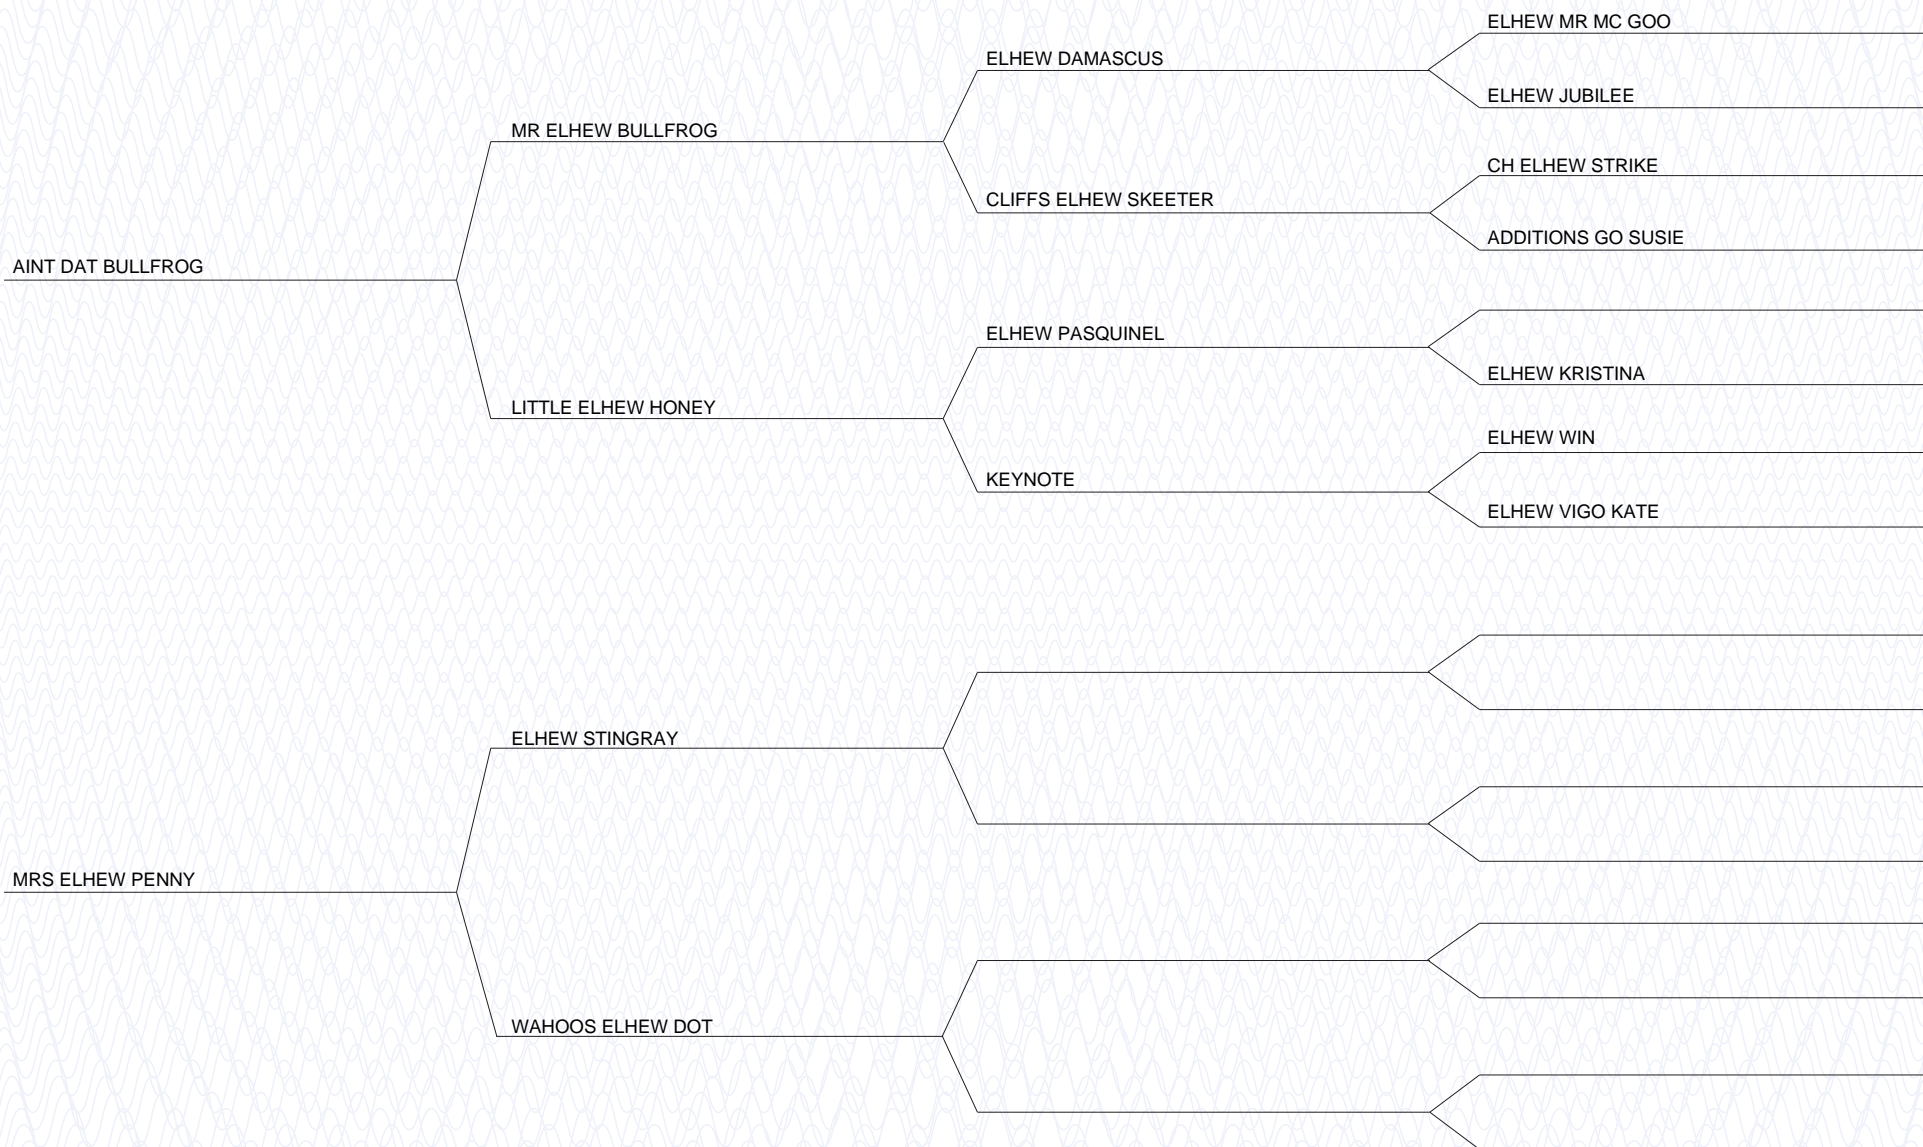 ELHEW MR MC GOO
ELHEW DAMASCUS
ELHEW JUBILEE
MR ELHEW BULLFROG
CH ELHEW STRIKE
CLIFFS ELHEW SKEETER
ADDITIONS GO SUSIE
AINT DAT BULLFROG
ELHEW PASQUINEL
ELHEW KRISTINA
LITTLE ELHEW HONEY
ELHEW WIN
KEYNOTE
ELHEW VIGO KATE
ELHEW STINGRAY
MRS ELHEW PENNY
WAHOOS ELHEW DOT